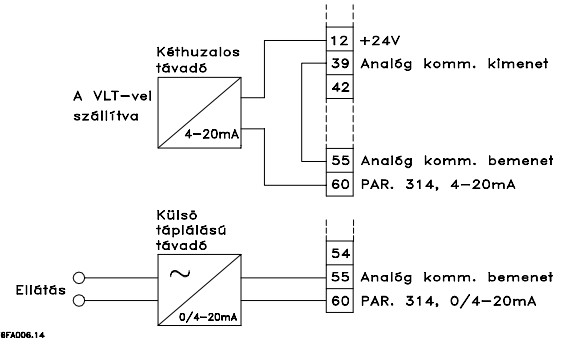 12 +24V
Kéthuzalos
távadó
39 Analóg komm. kimenet
42
A VLT-vel
szállítva
4-20mA
55 Analóg komm. bemenet
60 PAR. 314, 4-20mA
Külső
táplálású
távadó
54
~
55 Analóg komm. bemenet
Ellátás
60 PAR. 314, 0/4-20mA
0/4-20mA
6FA006.14